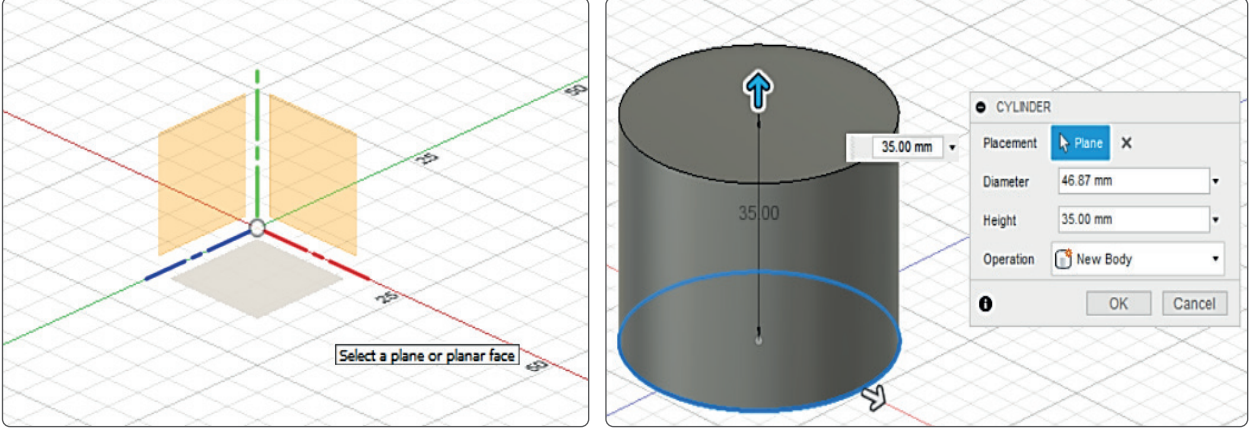 50
25
25
50
Select a plane or planar face
35.00
35.00 mm
CYLINDER
Placement Plane
Diameter 46.87 mm
Height 35.00 mm
Operation New Body
OK Cancel